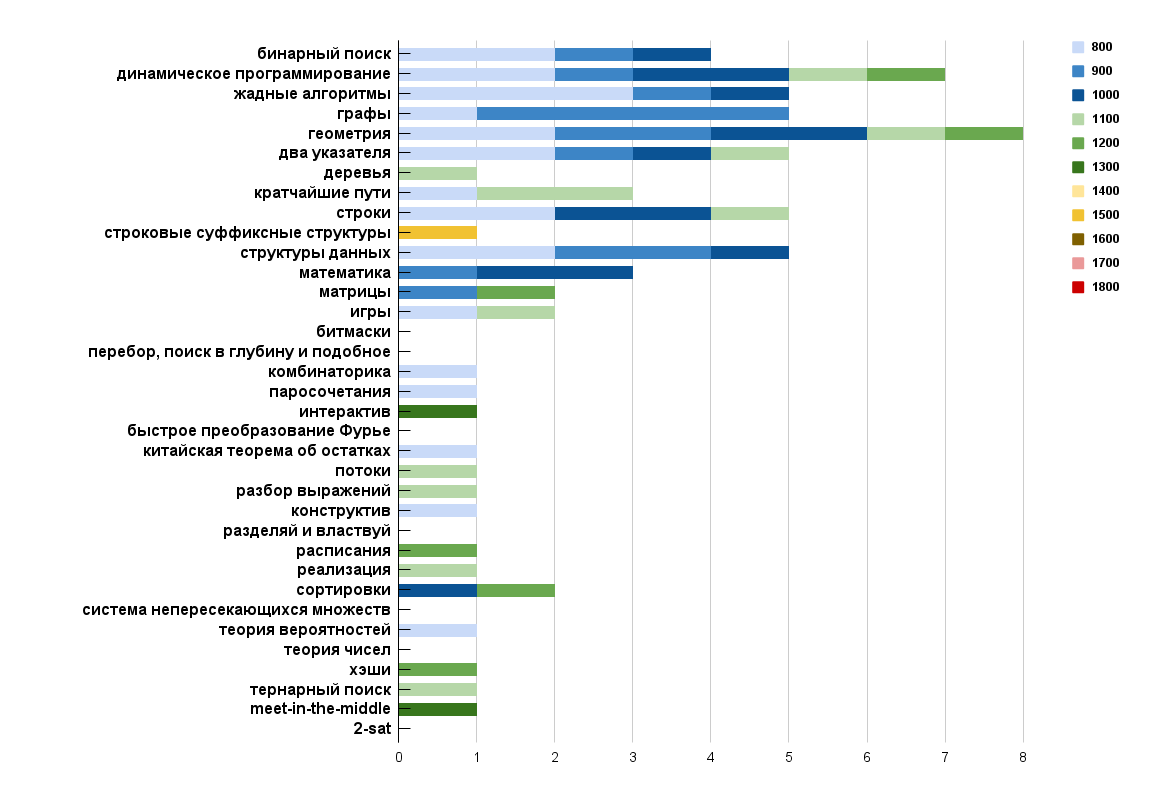 бинарный поиск
динамическое программирование
жадные алгоритмы
графы
геометрия
два указателя
деревья
кратчайшие пути
строки
строковые суффиксные структуры
структуры данных
математика
матрицы
игры
битмаски
перебор, поиск в глубину и подобное
комбинаторика
паросочетания
интерактив
быстрое преобразование Фурье
китайская теорема об остатках
потоки
разбор выражений
конструктив
разделяй и властвуй
расписания
реализация
сортировки
система непересекающихся множеств
теория вероятностей
теория чисел
хэши
тернарный поиск
meet-in-the-middle
2-sat
0 1 2 3 4 5 6 7 8
800
900
1000
1100
1200
1300
1400
1500
1600
1700
1800